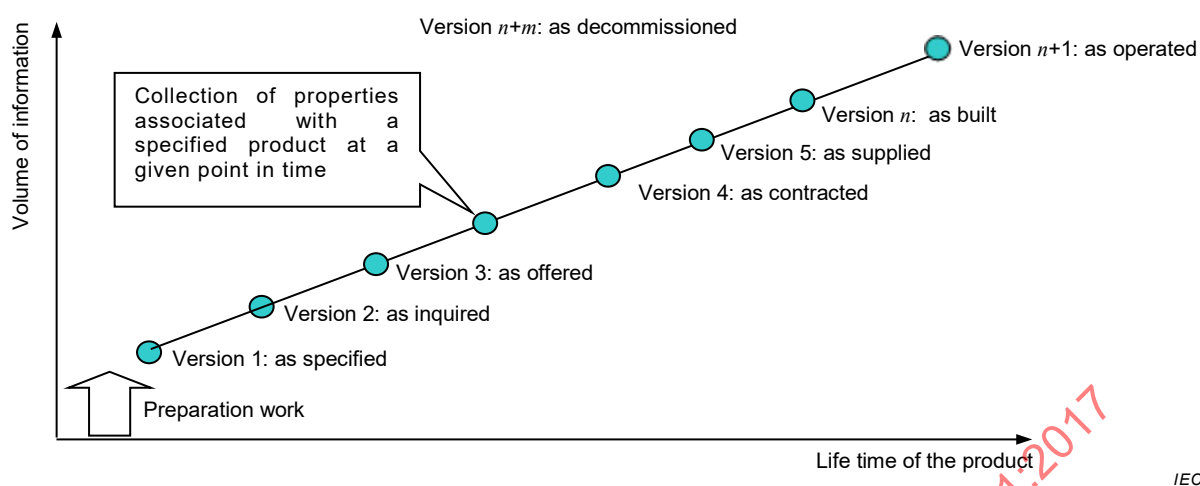 Version n+m: as decommissioned
Version n+1: as operated
Volume of information
Collection of properties
associated with a
specified product at a
given point in time
Version n: as built
Version 5: as supplied
Version 4: as contracted
Version 3: as offered
Version 2: as inquired
Version 1: as specified
Preparation work
Life time of the product
1:2017
IEC